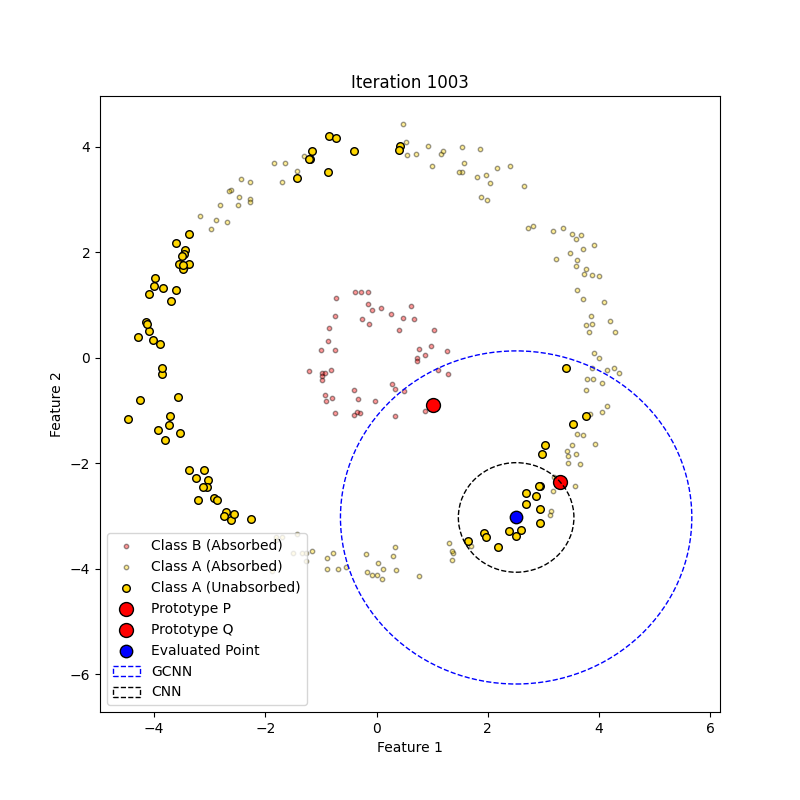 Iteration 1003
Feature 2
4
2
0
−2
−4
−6
Class B (Absorbed)
Class A (Absorbed)
Class A (Unabsorbed)
Prototype P
Prototype Q
Evaluated Point
GCNN
CNN
−4
−2
0
2
4
6
Feature 1